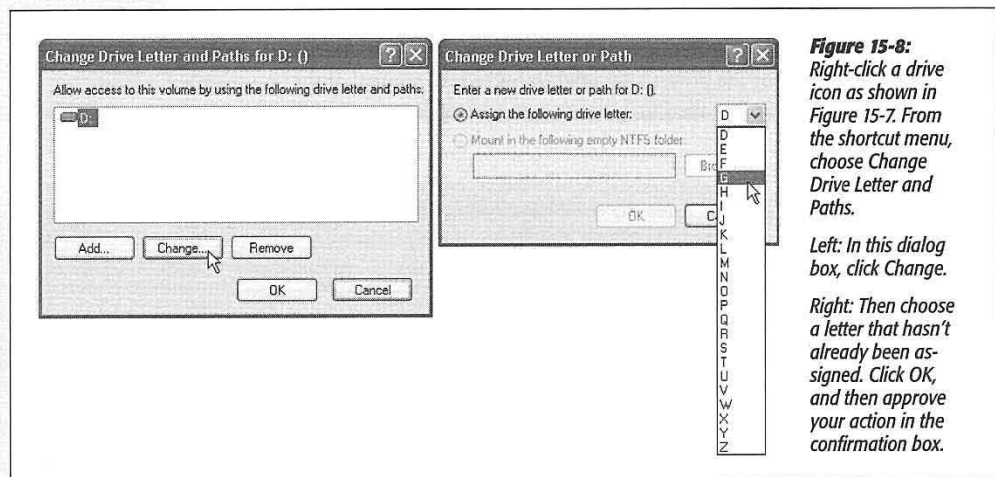 Change Drive Letter and Paths for D: ()
Allow access to this volume by using the following drive letter and paths.
D:
Add...
Change...
Remove
OK
Cancel
Change Drive Letter or Path
Enter a new drive letter or path for D: ().
Assign the following drive letter:
D
Mount in the following empty NTFS folder:
OK
D
E
F
G
H
I
J
K
L
M
N
O
P
Q
R
S
T
U
V
W
X
Y
Z
Figure 15-8:
Right-click a drive
icon as shown in
Figure 15-7. From
the shortcut menu,
choose Change
Drive Letter and
Paths.
Left: In this dialog
box, click Change.
Right: Then choose
a letter that hasn't
already been as-
signed. Click OK,
and then approve
your action in the
confirmation box.